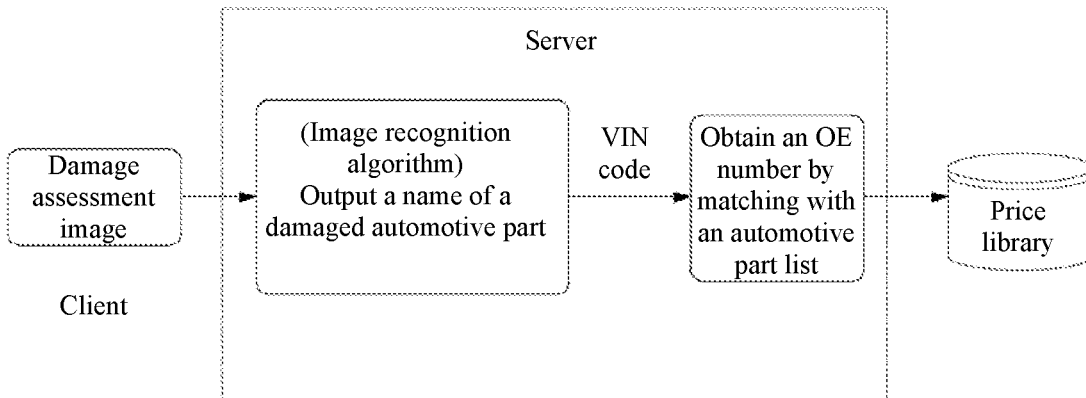 Server
Damage
assessment
image
Client
(Image recognition
algorithm)
Output a name of a
damaged automotive part
VIN
code
Obtain an OE
number by
matching with
an automotive
part list
Price
library